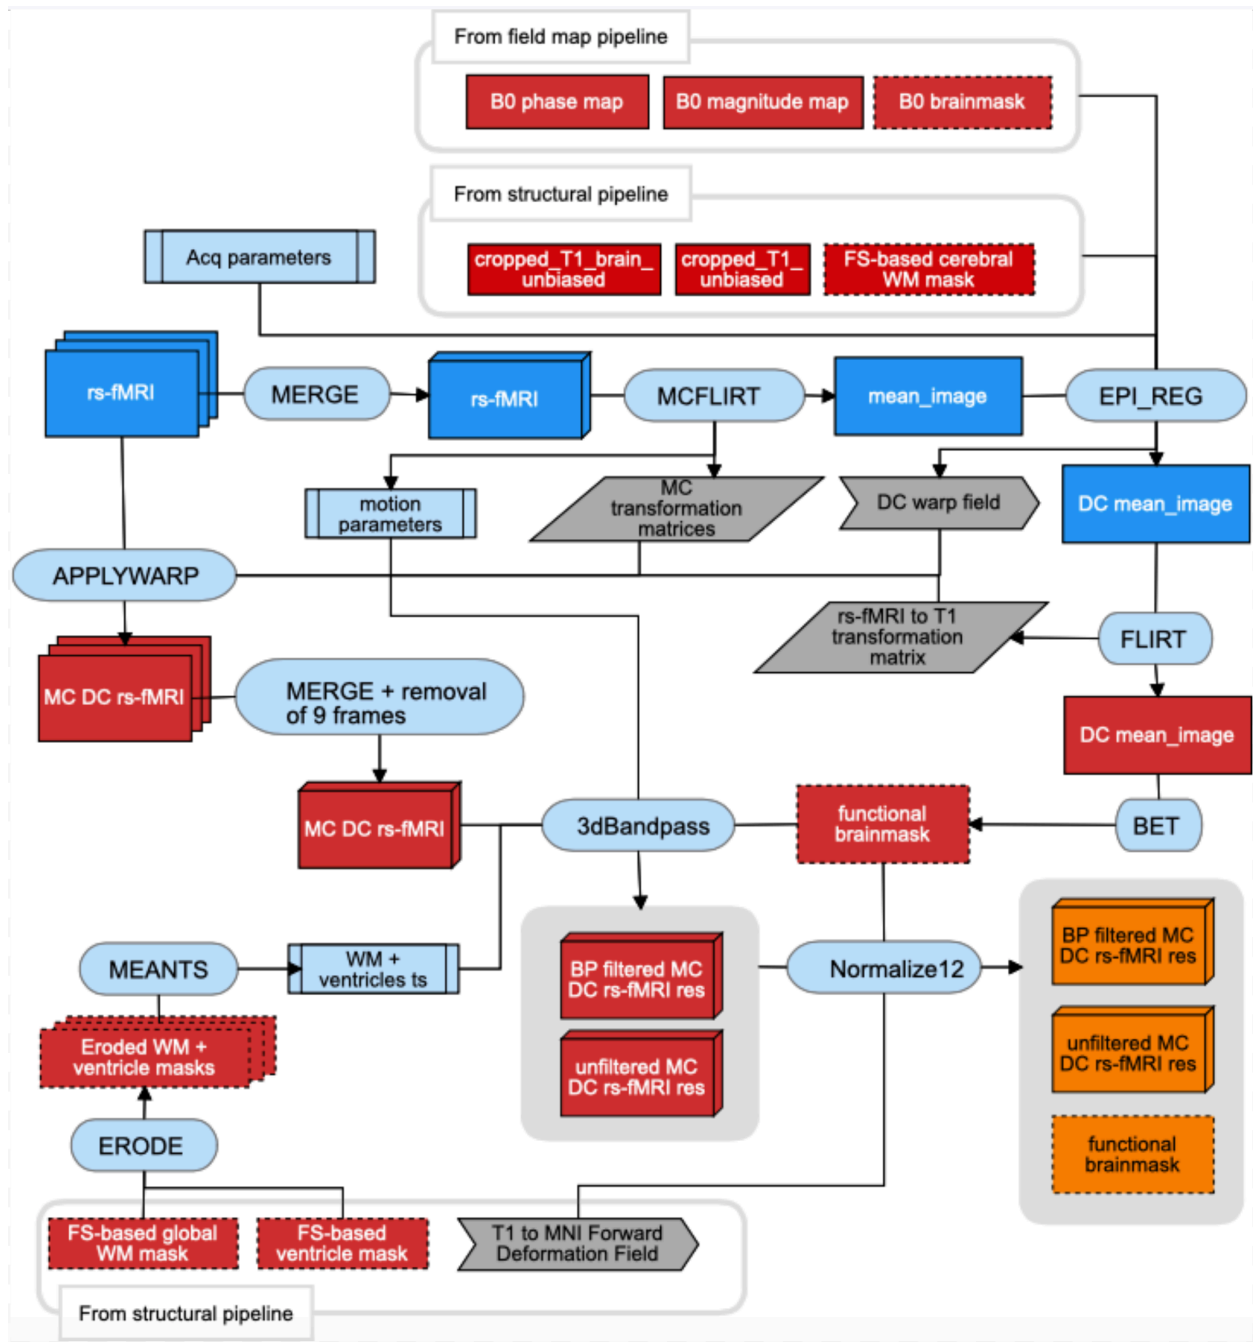 From field map pipeline
B0 phase map
B0 magnitude map
B0 brainmask
From structural pipeline
Acq parameters
cropped_T1_brain_
unbiased
cropped_T1_
unbiased
FS-based cerebral
WM mask
rs-fMRI
MERGE
rs-fMRI
MCFLIRT
mean_image
EPI_REG
motion
parameters
MC
transformation
matrices
DC warp field
DC mean_image
APPLYWARP
rs-fMRI to T1
transformation
matrix
FLIRT
MC DC rs-fMRI
MERGE + removal
of 9 frames
DC mean_image
MC DC rs-fMRI
3dBandpass
functional
brainmask
BET
MEANTS
WM +
ventricles ts
BP filtered MC
DC rs-fMRI res
Normalize12
BP filtered MC
DC rs-fMRI res
Eroded WM +
ventricle masks
unfiltered MC
DC rs-fMRI res
unfiltered MC
DC rs-fMRI res
ERODE
functional
brainmask
FS-based global
WM mask
FS-based
ventricle mask
T1 to MNI Forward
Deformation Field
From structural pipeline